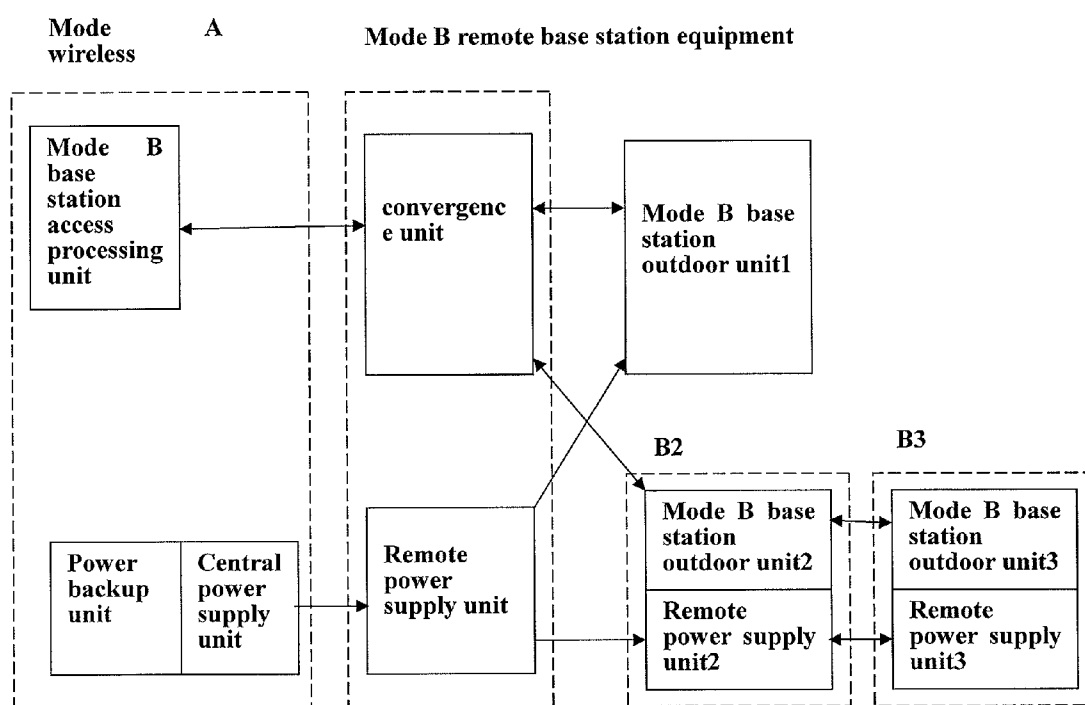 Mode A
wireless
Mode B remote base station equipment
Mode B
base
station
access
processing
unit
convergenc
e unit
Mode B base
station
outdoor unit1
B2
B3
Mode B base
station
outdoor unit2
Mode B base
station
outdoor unit3
Power
backup
unit
Central
power
supply
unit
Remote
power
supply unit
Remote
power supply
unit2
Remote
power supply
unit3